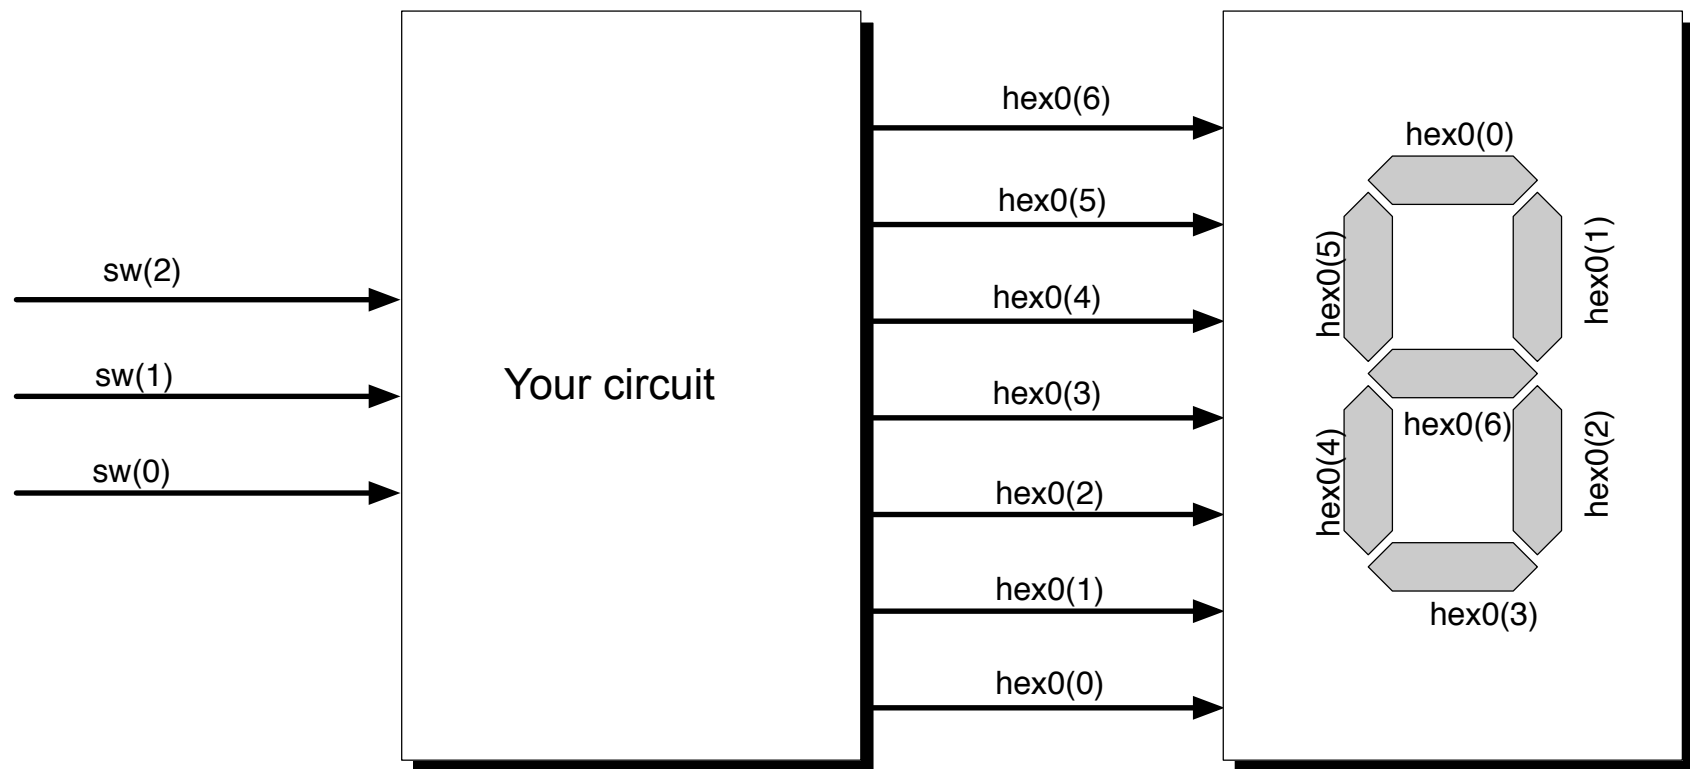 sw(2)
sw(1)
sw(0)
Your circuit
hex0(6)
hex0(5)
hex0(4)
hex0(3)
hex0(2)
hex0(1)
hex0(0)
hex0(0)
hex0(5)
hex0(1)
hex0(6)
hex0(4)
hex0(2)
hex0(3)